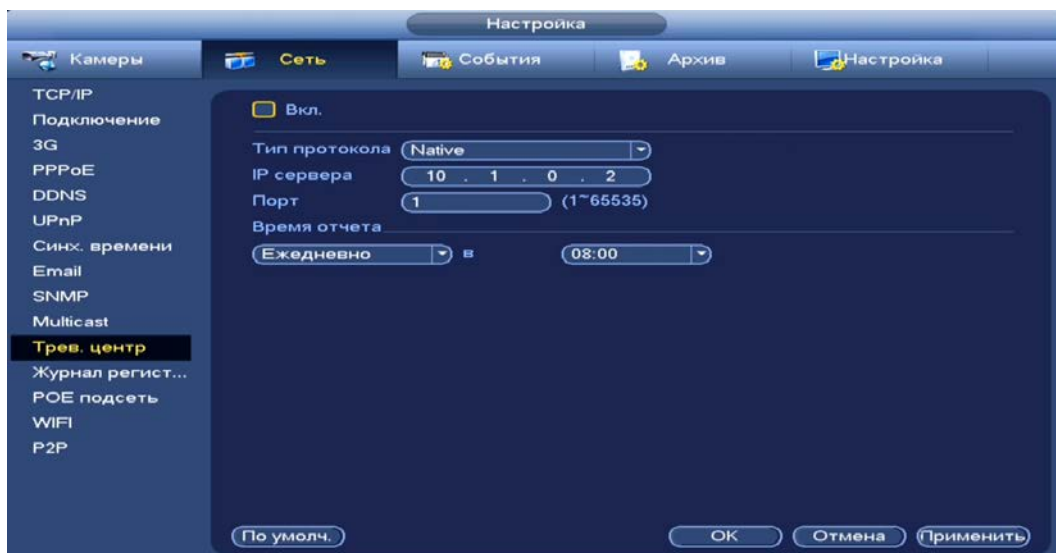 Настройка
Камеры Сеть События Архив Настройка
TCP/IP
Подключение
3G
PPPoE
DDNS
UPnP
Синх. времени
Email
SNMP
Multicast
Трев. центр
Журнал регист...
POE подсеть
WIFI
P2P
Вкл.
Тип протокола Native
IP сервера 10 . 1 . 0 . 2
Порт 1 (1~65535)
Время отчета
Ежедневно в 08:00
По умолч. OK Отмена Применить